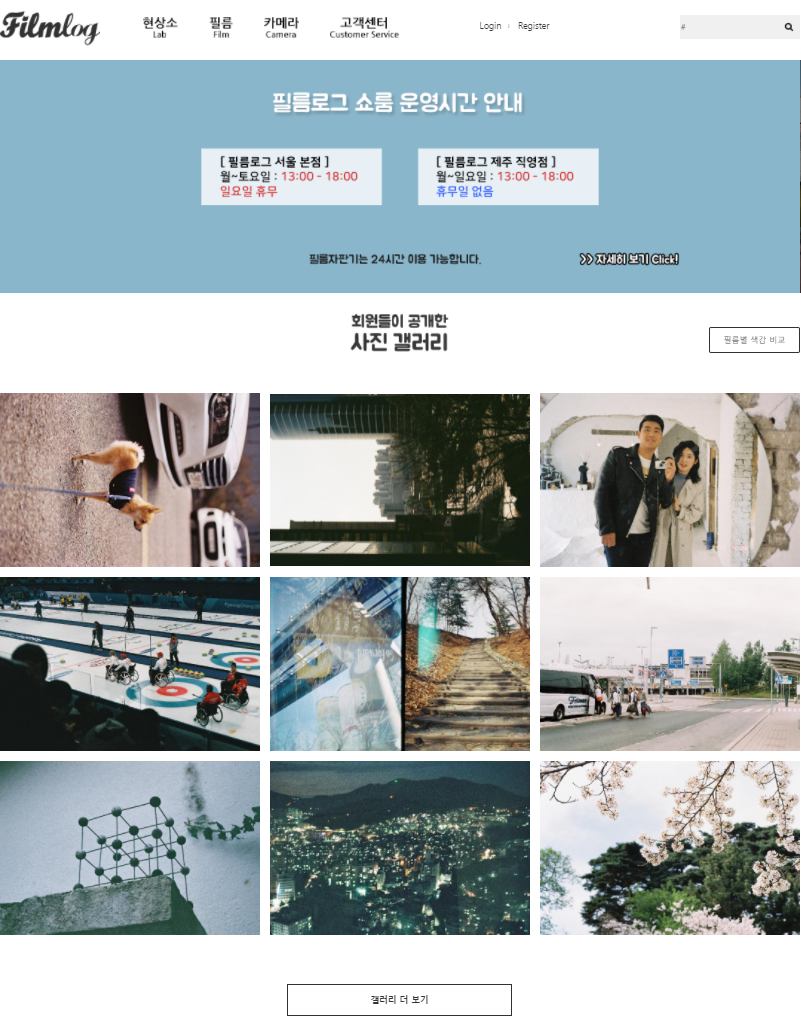 Filmlog
현상소 필름 카메라 고객센터
Lab Film Camera Customer Service
Login › Register
#
필름로그 쇼룸 운영시간 안내
[ 필름로그 서울 본점 ]
월~토요일 : 13:00 - 18:00
일요일 휴무
[ 필름로그 제주 직영점 ]
월~일요일 : 13:00 - 18:00
휴무일 없음
필름자판기는 24시간 이용 가능합니다.
>> 자세히 보기 Click!
회원들이 공개한
사진 갤러리
필름별 색감 비교
갤러리 더 보기